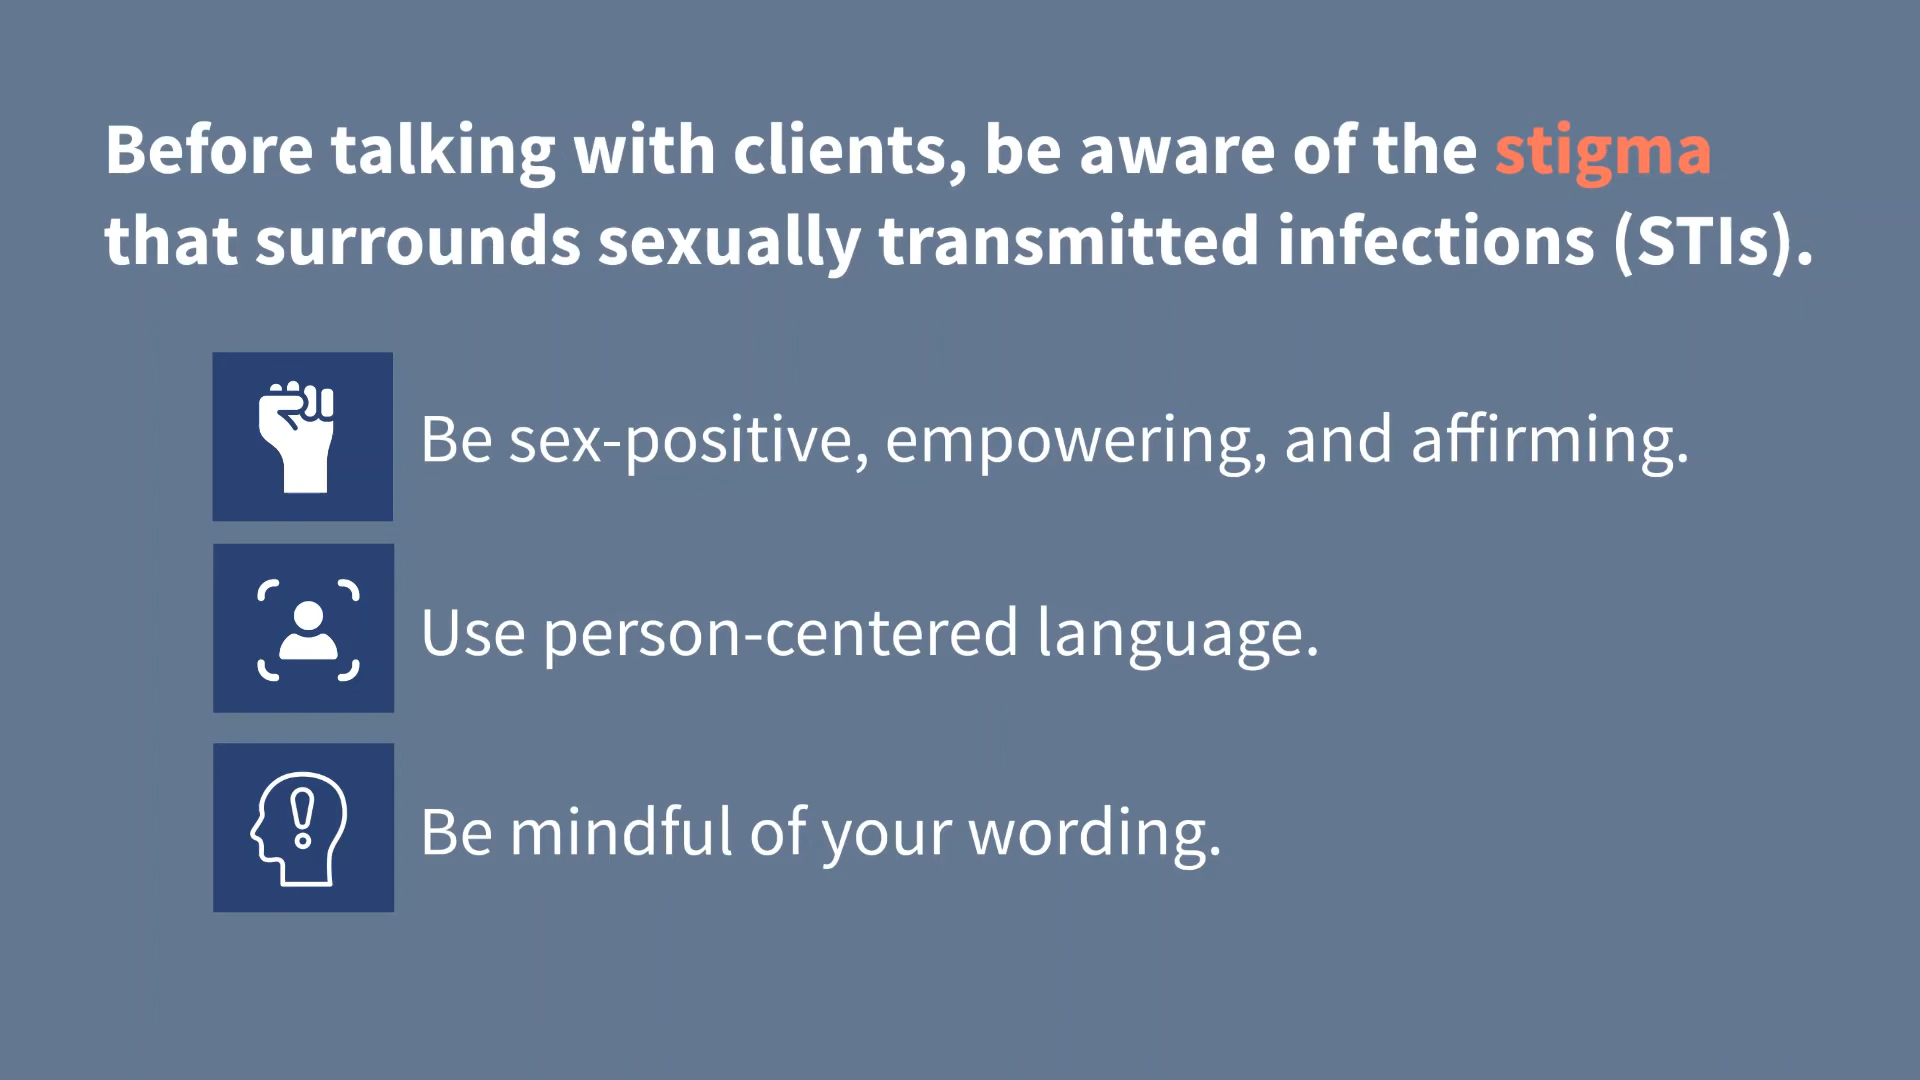 Before talking with clients, be aware of the stigma
that surrounds sexually transmitted infections (STIs).
Be sex-positive, empowering, and affirming.
Use person-centered language.
Be mindful of your wording.